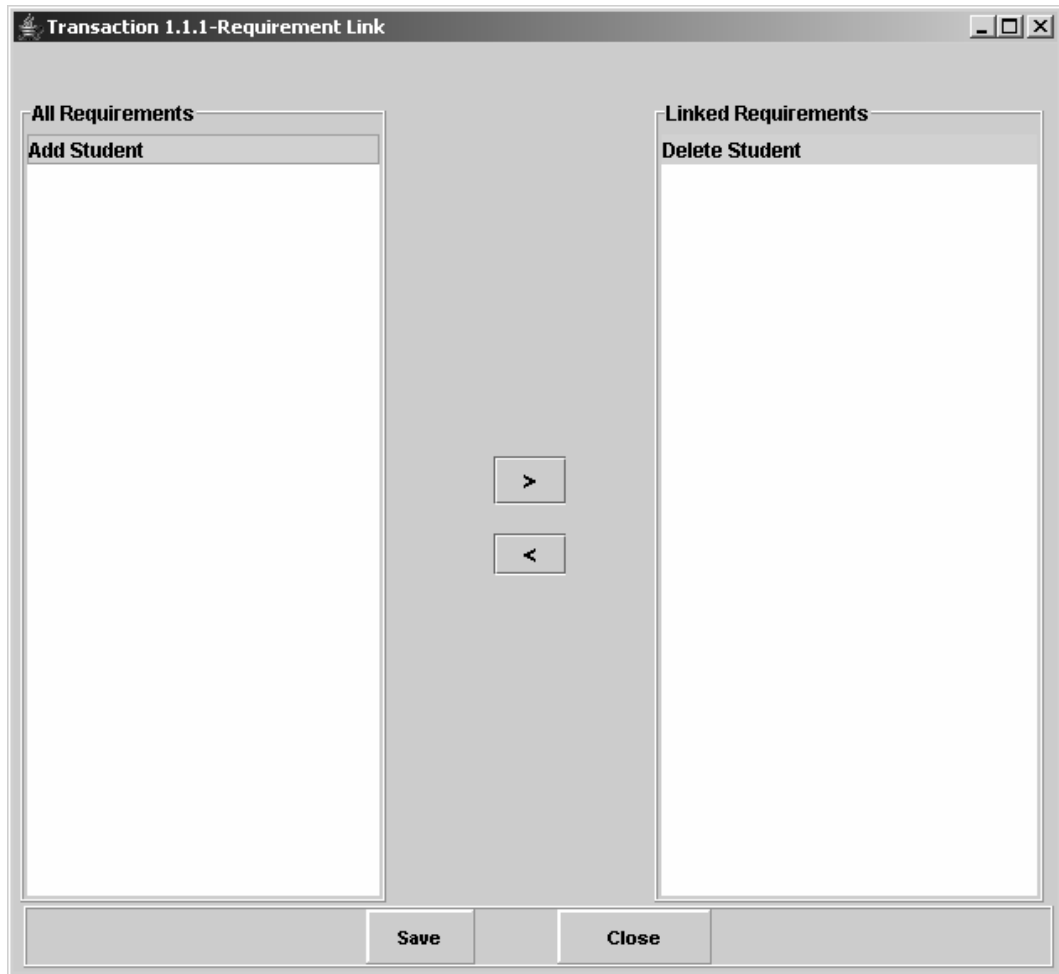 Transaction 1.1.1-Requirement Link
All Requirements
Add Student
Linked Requirements
Delete Student
>
<
Save
Close